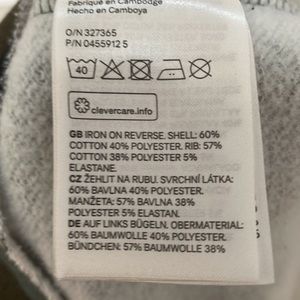 Fabriqué en Cambodge
Hecho en Camboya
O/N 327365
P/N 0455912 5
40
clevercare.info
GB IRON ON REVERSE. SHELL: 60%
COTTON 40% POLYESTER. RIB: 57%
COTTON 38% POLYESTER 5%
ELASTANE.
CZ ŽEHLIT NA RUBU. SVRCHNÍ LÁTKA:
60% BAVLNA 40% POLYESTER.
MANŽETA: 57% BAVLNA 38%
POLYESTER 5% ELASTAN.
DE AUF LINKS BÜGELN. OBERMATERIAL:
60% BAUMWOLLE 40% POLYESTER.
BÜNDCHEN: 57% BAUMWOLLE 38%